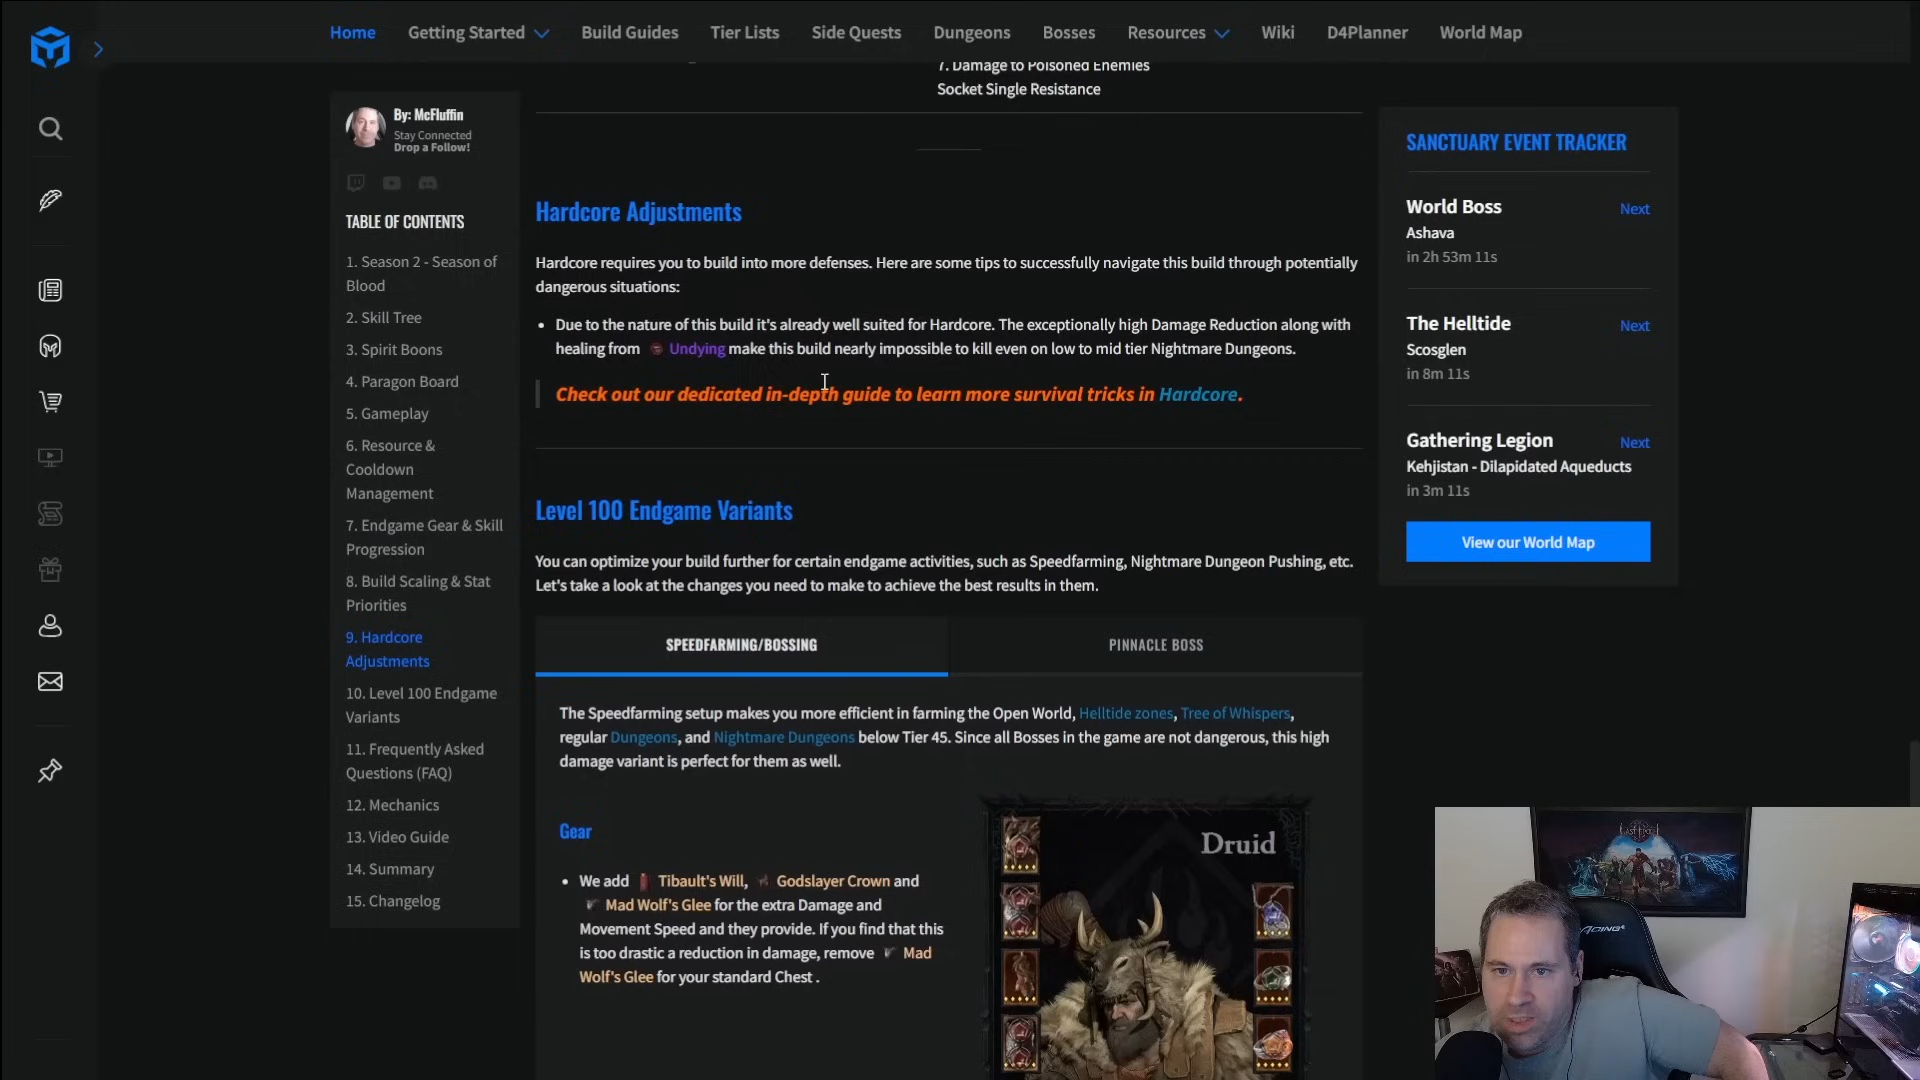 Home
Getting Started
Build Guides
Tier Lists
Side Quests
Dungeons
Bosses
Resources
Wiki
D4Planner
World Map
By: McFluffin
Stay Connected
Drop a Follow!
TABLE OF CONTENTS
1. Season 2 - Season of
Blood
2. Skill Tree
3. Spirit Boons
4. Paragon Board
5. Gameplay
6. Resource &
Cooldown
Management
7. Endgame Gear & Skill
Progression
8. Build Scaling & Stat
Priorities
9. Hardcore
Adjustments
10. Level 100 Endgame
Variants
11. Frequently Asked
Questions (FAQ)
12. Mechanics
13. Video Guide
14. Summary
15. Changelog
7. Damage to Poisoned Enemies
Socket Single Resistance
Hardcore Adjustments
Hardcore requires you to build into more defenses. Here are some tips to successfully navigate this build through potentially
dangerous situations:
• Due to the nature of this build it's already well suited for Hardcore. The exceptionally high Damage Reduction along with
healing from Undying make this build nearly impossible to kill even on low to mid tier Nightmare Dungeons.
Check out our dedicated in-depth guide to learn more survival tricks in Hardcore.
Level 100 Endgame Variants
You can optimize your build further for certain endgame activities, such as Speedfarming, Nightmare Dungeon Pushing, etc.
Let's take a look at the changes you need to make to achieve the best results in them.
SPEEDFARMING/BOSSING
PINNACLE BOSS
The Speedfarming setup makes you more efficient in farming the Open World, Helltide zones, Tree of Whispers,
regular Dungeons, and Nightmare Dungeons below Tier 45. Since all Bosses in the game are not dangerous, this high
damage variant is perfect for them as well.
Gear
• We add Tibault's Will, Godslayer Crown and
Mad Wolf's Glee for the extra Damage and
Movement Speed and they provide. If you find that this
is too drastic a reduction in damage, remove Mad
Wolf's Glee for your standard Chest .
Druid
SANCTUARY EVENT TRACKER
World Boss
Next
Ashava
in 2h 53m 11s
The Helltide
Next
Scosglen
in 8m 11s
Gathering Legion
Next
Kehjistan - Dilapidated Aqueducts
in 3m 11s
View our World Map
LAST EPOCH